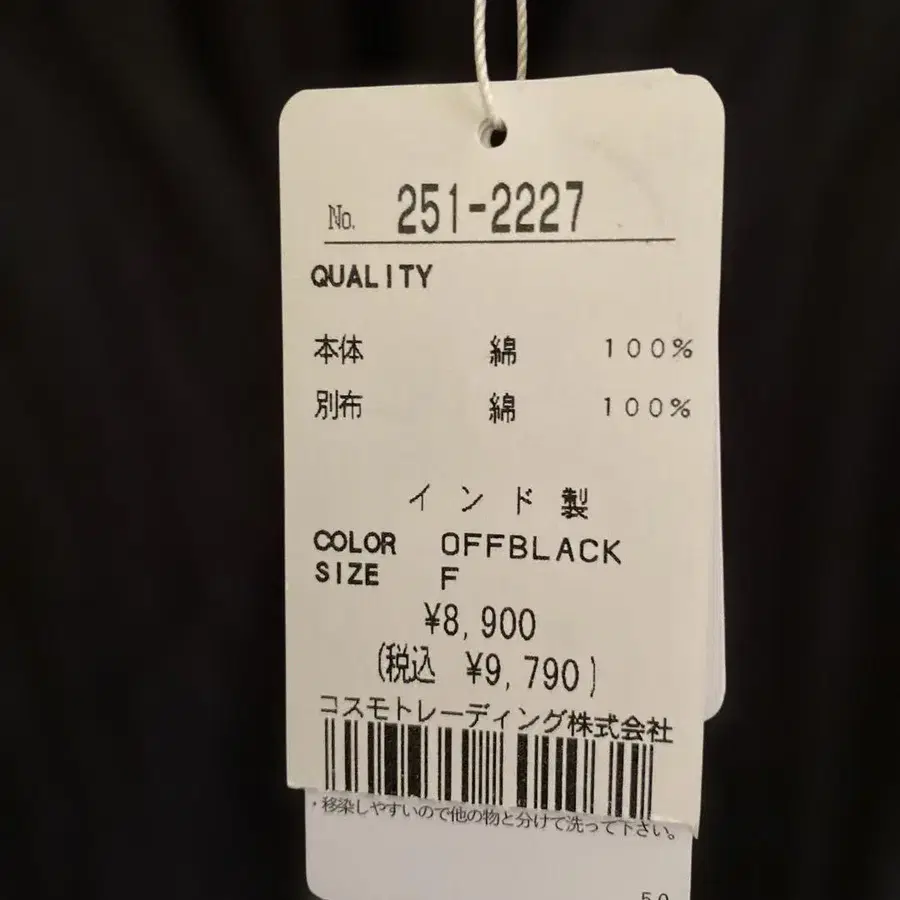 No. 251-2227
QUALITY
本体 綿 100%
別布 綿 100%
インド製
COLOR OFFBLACK
SIZE F
¥8,900
(税込 ¥9,790)
コスモトレーディング株式会社
・移染しやすいので他の物と分けて洗って下さい。